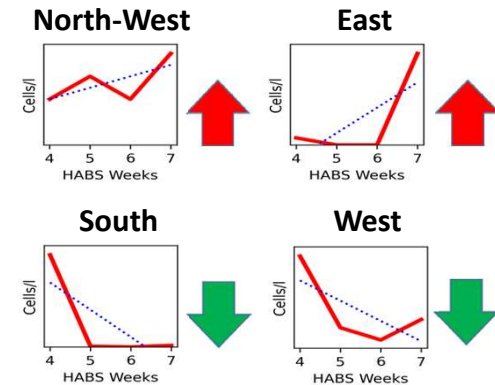 North-West
Cells/l
4 5 6 7
HABS Weeks
East
Cells/l
4 5 6 7
HABS Weeks
South
Cells/l
4 5 6 7
HABS Weeks
West
Cells/l
4 5 6 7
HABS Weeks